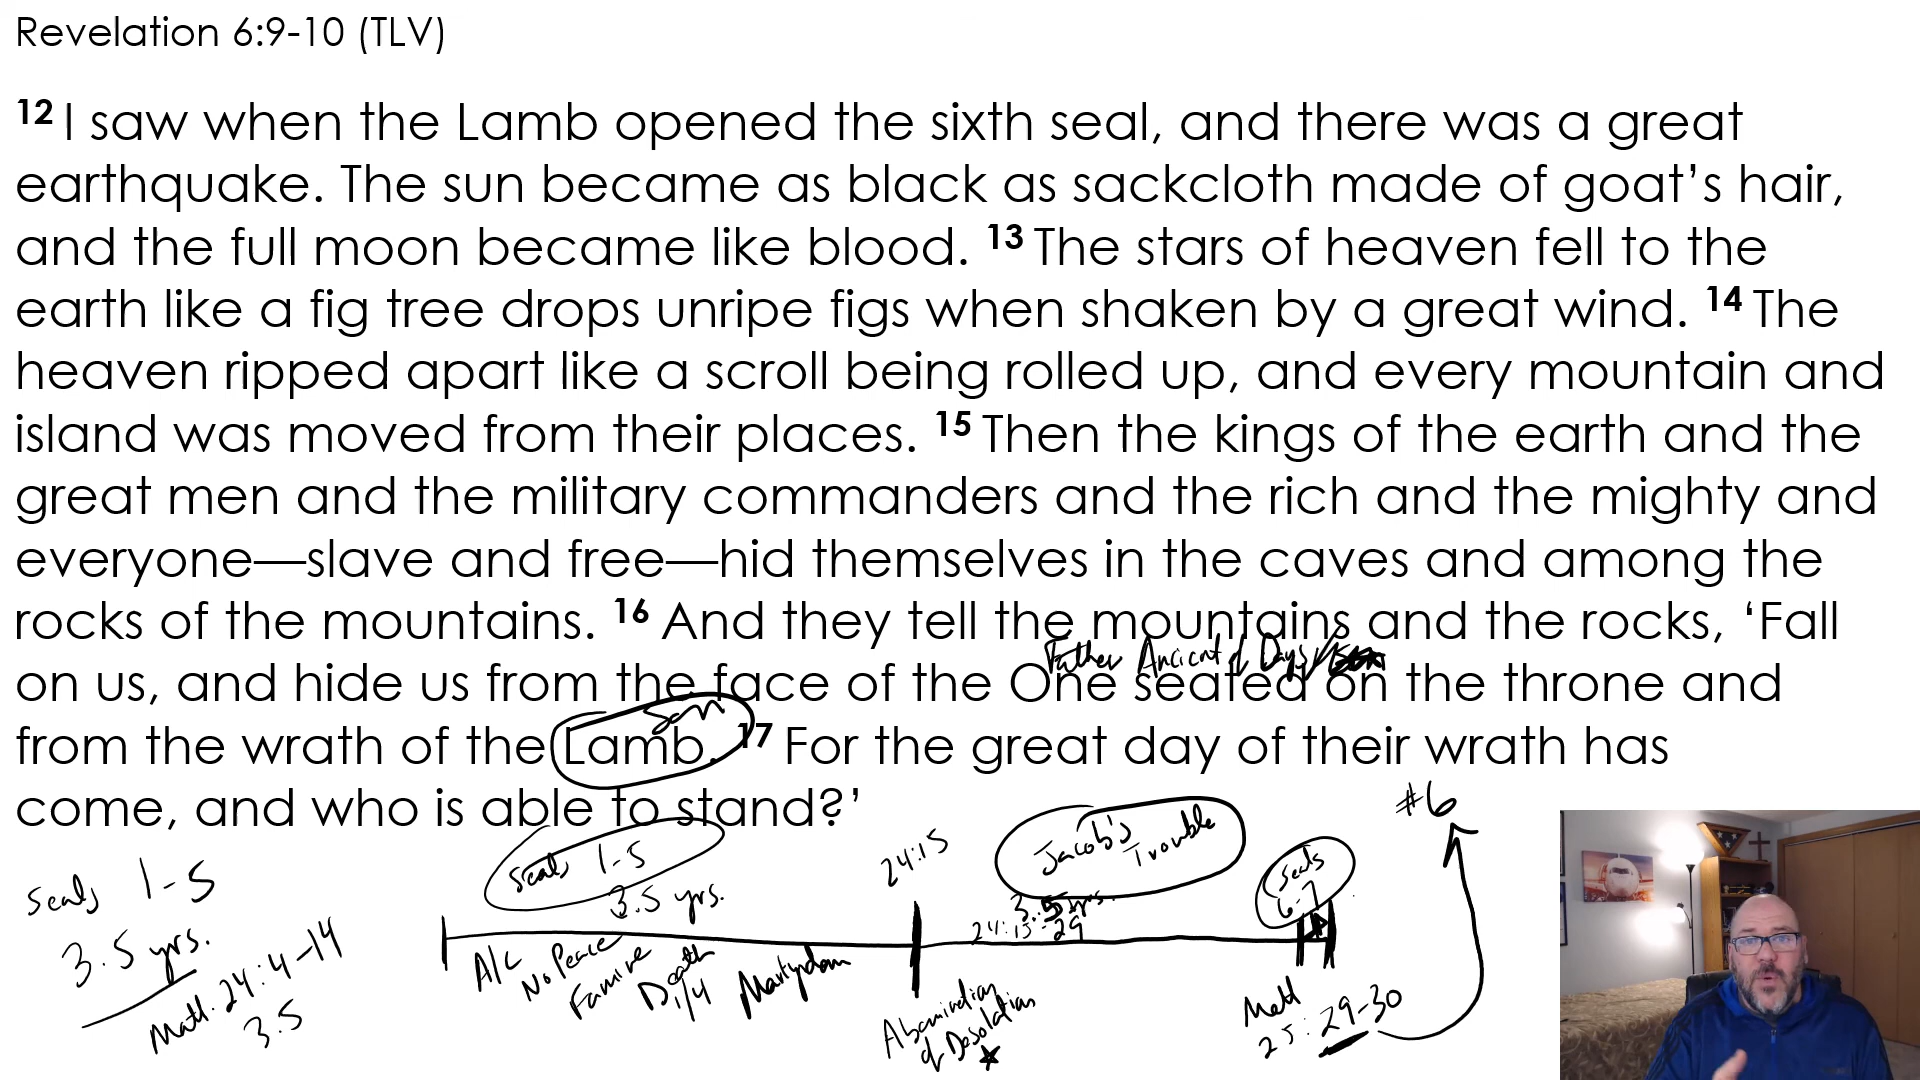 Revelation 6:9-10 (TLV)
12 I saw when the Lamb opened the sixth seal, and there was a great
earthquake. The sun became as black as sackcloth made of goat’s hair,
and the full moon became like blood. 13 The stars of heaven fell to the
earth like a fig tree drops unripe figs when shaken by a great wind. 14 The
heaven ripped apart like a scroll being rolled up, and every mountain and
island was moved from their places. 15 Then the kings of the earth and the
great men and the military commanders and the rich and the mighty and
everyone—slave and free—hid themselves in the caves and among the
rocks of the mountains. 16 And they tell the mountains and the rocks, ‘Fall
Father Ancient of Days
on us, and hide us from the face of the One seated on the throne and
Son
from the wrath of the Lamb. 17 For the great day of their wrath has
come, and who is able to stand?’
#6
Seals 1-5
3.5 yrs.
Matt. 24:4-14
3.5
Seals 1-5
3.5 yrs.
A/C
No Peace
Famine
Death
1/4
Martyrdom
24:15
Abomination
of Desolation
Jacob's
Trouble
3.5 yrs.
24:15-29
Seals
6-7
Matt
25:29-30